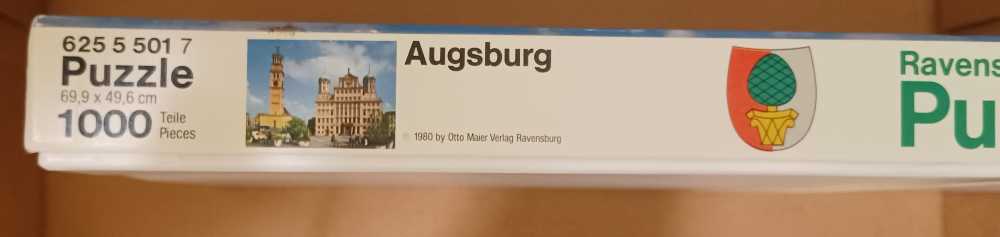 625 5 501 7
Puzzle
69,9 x 49,6 cm
1000 Teile
Pieces
Augsburg
© 1980 by Otto Maier Verlag Ravensburg
Ravens
Pu